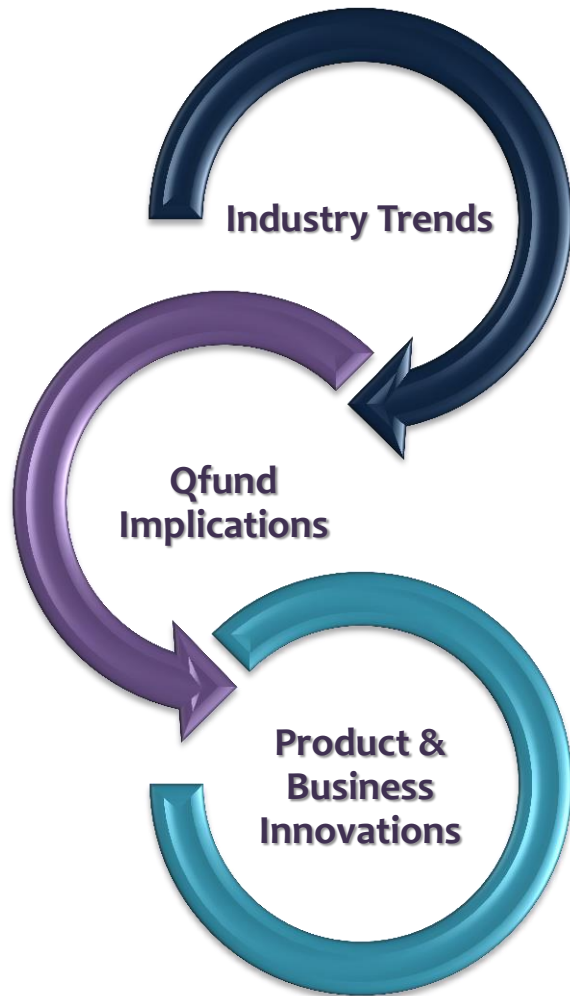 Industry Trends
Qfund
Implications
Product &
Business
Innovations